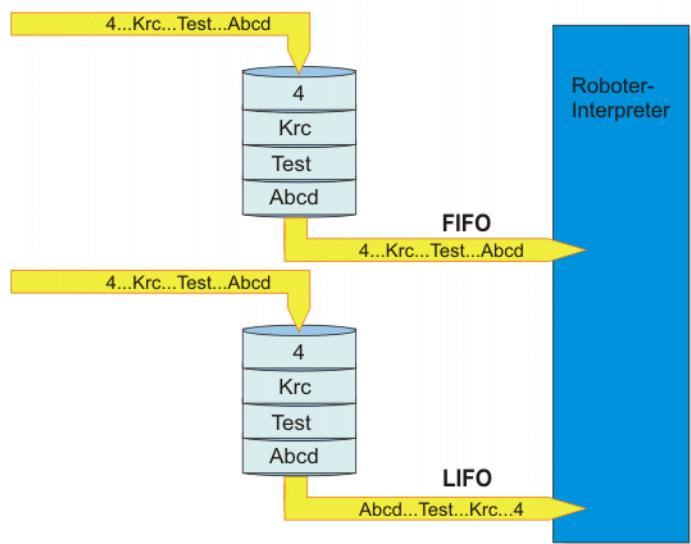 4...Krc...Test...Abcd
4
Krc
Test
Abcd
FIFO
4...Krc...Test...Abcd
Roboter-
Interpreter
4...Krc...Test...Abcd
4
Krc
Test
Abcd
LIFO
Abcd...Test...Krc...4